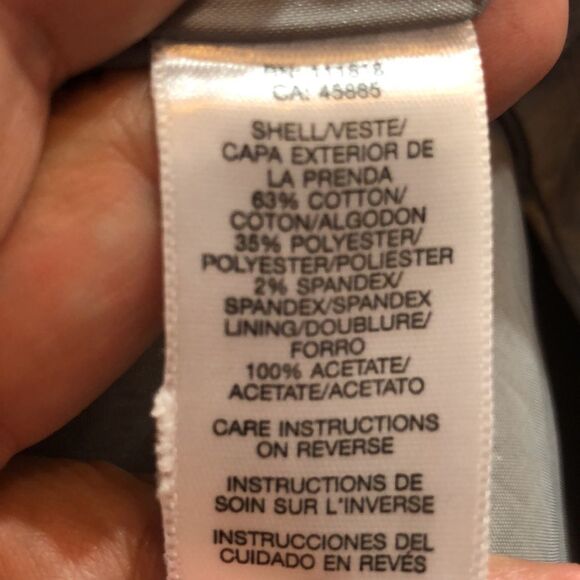 CA: 45885
SHELL/VESTE/
CAPA EXTERIOR DE
LA PRENDA
63% COTTON/
COTON/ALGODON
35% POLYESTER/
POLYESTER/POLIESTER
2% SPANDEX/
SPANDEX/SPANDEX
LINING/DOUBLURE/
FORRO
100% ACETATE/
ACETATE/ACETATO
CARE INSTRUCTIONS
ON REVERSE
INSTRUCTIONS DE
SOIN SUR L'INVERSE
INSTRUCCIONES DEL
CUIDADO EN REVÉS